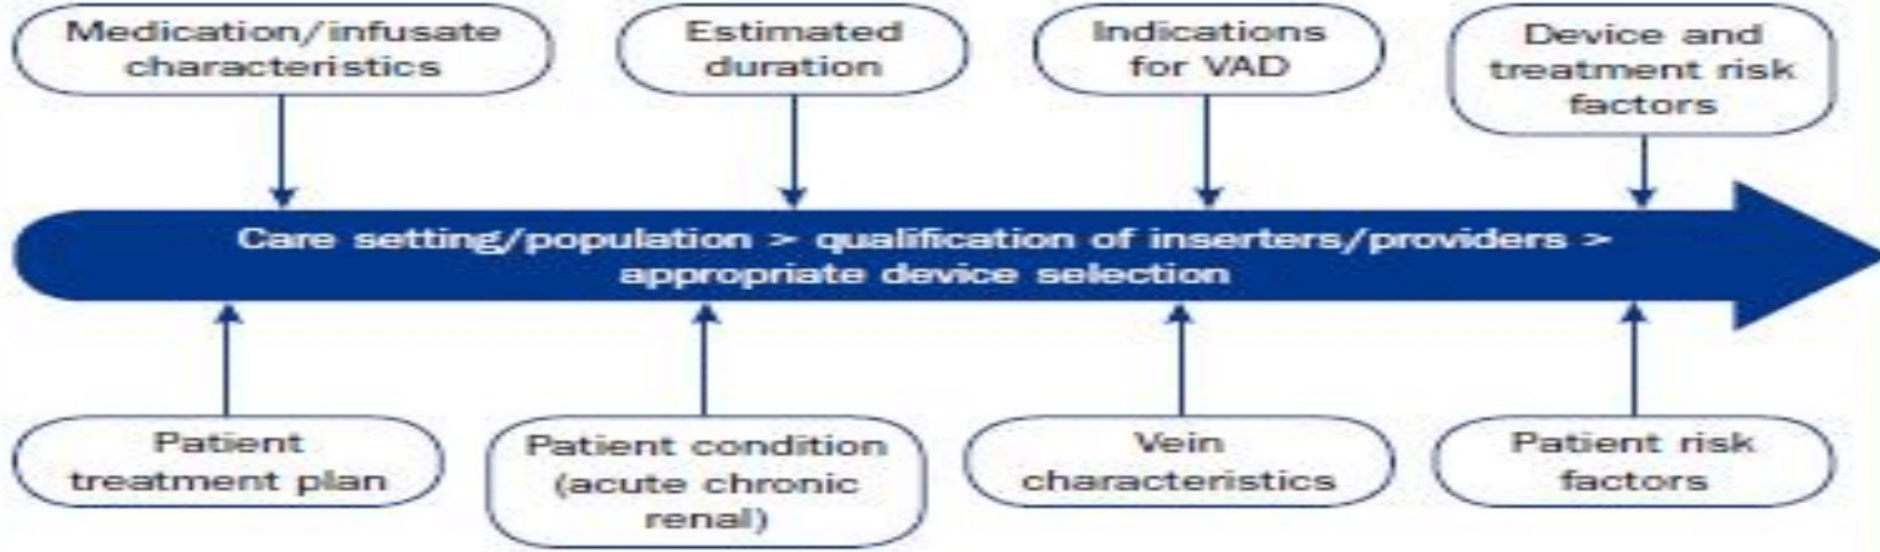 Medication/infusate
characteristics
Estimated
duration
Indications
for VAD
Device and
treatment risk
factors
Care setting/population > qualification of inserters/providers >
appropriate device selection
Patient
treatment plan
Patient condition
(acute chronic
renal)
Vein
characteristics
Patient risk
factors